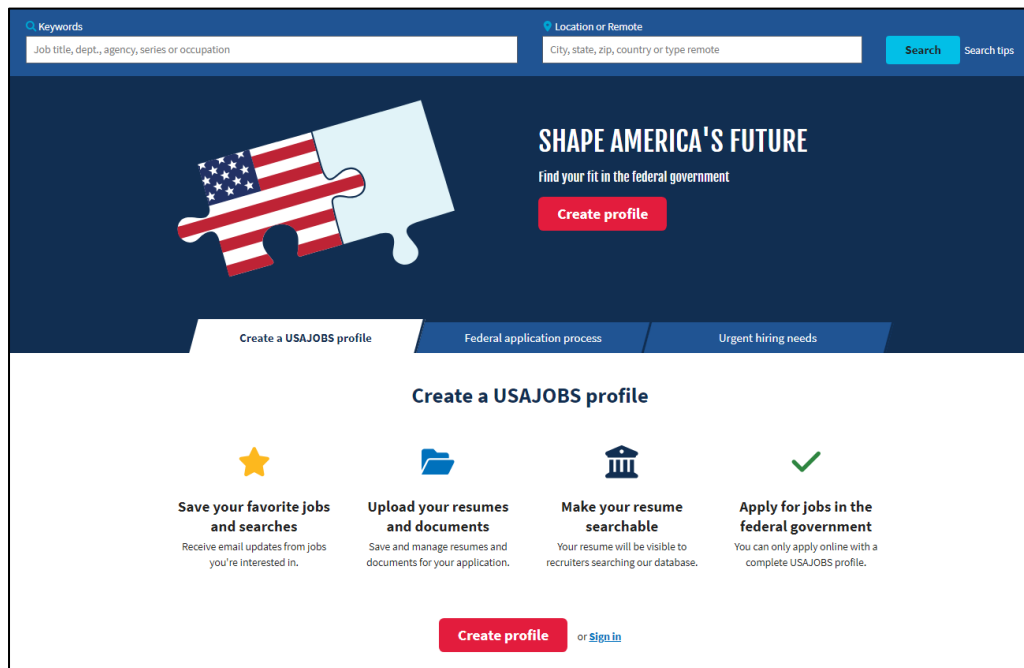 Keywords
Location or Remote
Job title, dept., agency, series or occupation
City, state, zip, country or type remote
Search
Search tips
SHAPE AMERICA'S FUTURE
Find your fit in the federal government
Create profile
Create a USAJOBS profile
Federal application process
Urgent hiring needs
Create a USAJOBS profile
Save your favorite jobs
and searches
Receive email updates from jobs
you're interested in.
Upload your resumes
and documents
Save and manage resumes and
documents for your application.
Make your resume
searchable
Your resume will be visible to
recruiters searching our database.
Apply for jobs in the
federal government
You can only apply online with a
complete USAJOBS profile.
Create profile
or Sign in